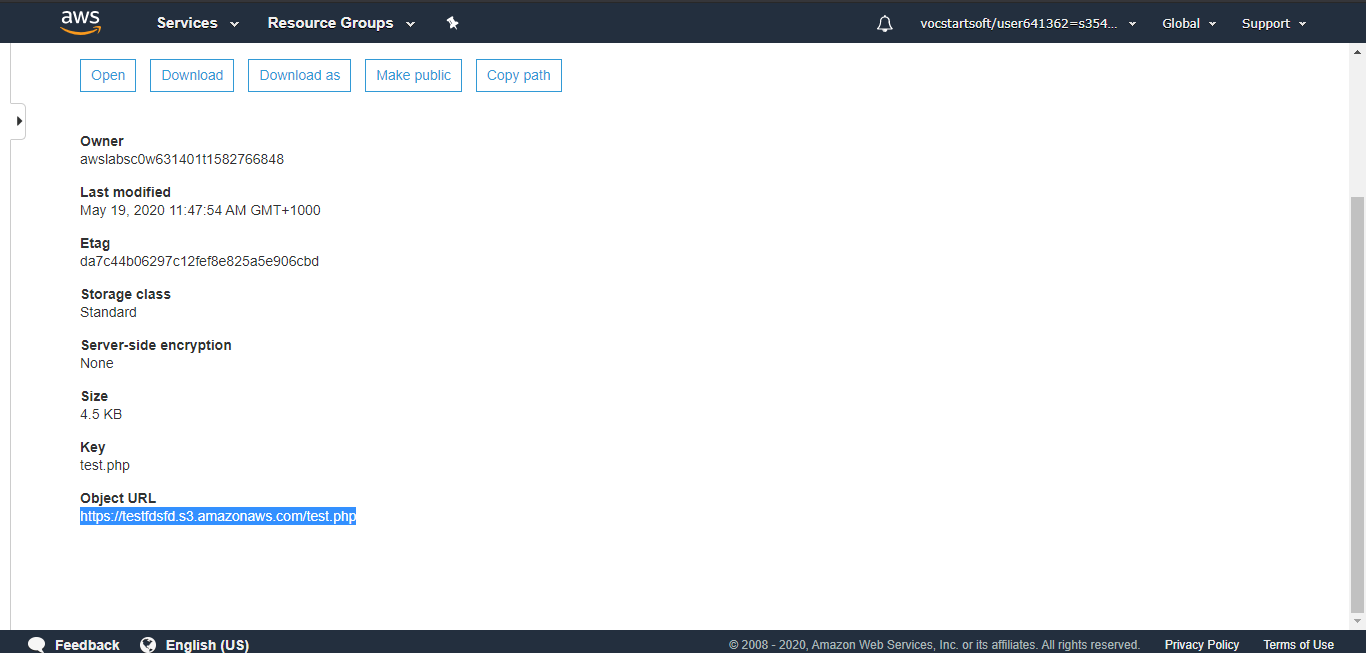 aws
Services
Resource Groups
vocstartsoft/user641362=s354...
Global
Support
Open
Download
Download as
Make public
Copy path
Owner
awslabsc0w631401t1582766848
Last modified
May 19, 2020 11:47:54 AM GMT+1000
Etag
da7c44b06297c12fef8e825a5e906cbd
Storage class
Standard
Server-side encryption
None
Size
4.5 KB
Key
test.php
Object URL
https://testfdsfd.s3.amazonaws.com/test.php
Feedback
English (US)
© 2008 - 2020, Amazon Web Services, Inc. or its affiliates. All rights reserved.
Privacy Policy
Terms of Use